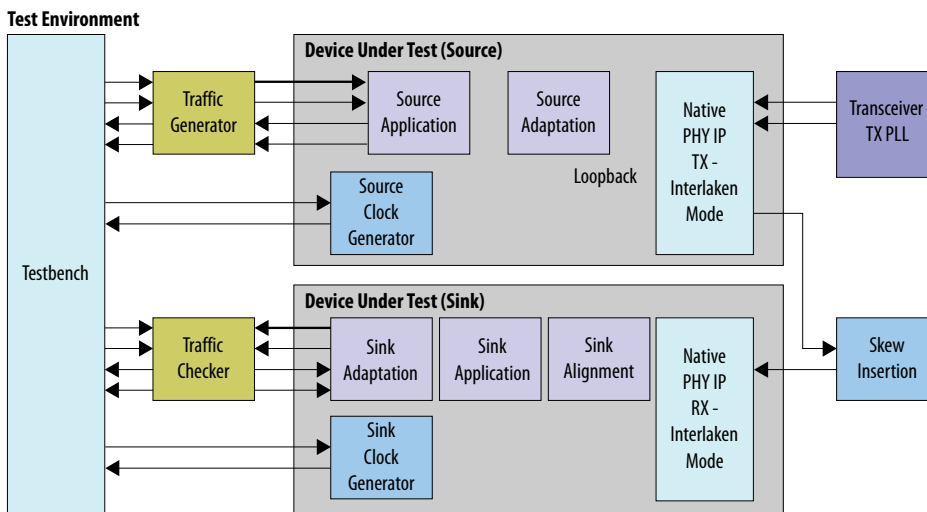 Test Environment
Device Under Test (Source)
Traffic
Generator
Source
Application
Source
Adaptation
Native
PHY IP
TX -
Interlaken
Mode
Transceiver
TX PLL
Loopback
Source
Clock
Generator
Testbench
Device Under Test (Sink)
Traffic
Checker
Sink
Adaptation
Sink
Application
Sink
Alignment
Native
PHY IP
RX -
Interlaken
Mode
Skew
Insertion
Sink
Clock
Generator